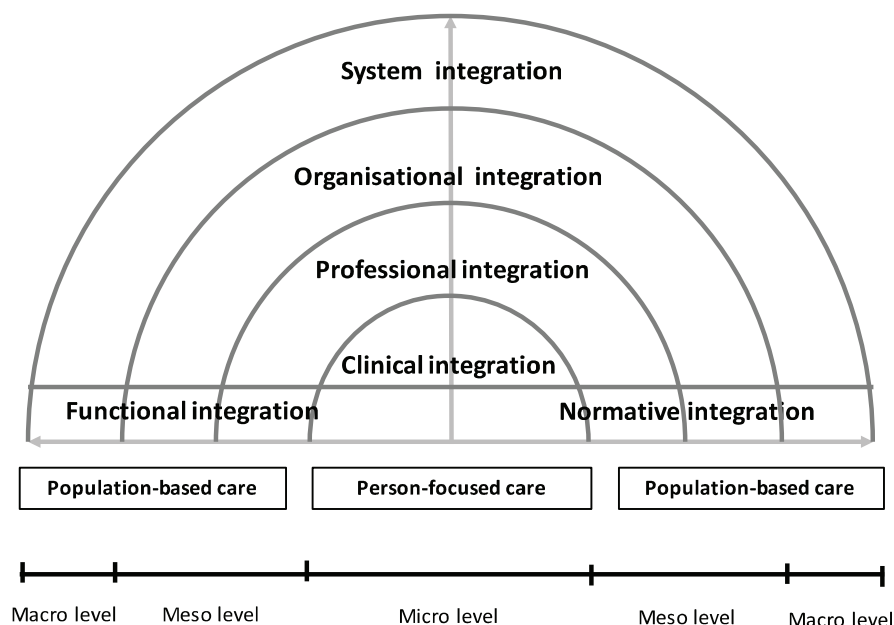 System integration
Organisational integration
Professional integration
Clinical integration
Functional integration
Normative integration
Population-based care
Person-focused care
Population-based care
Macro level
Meso level
Micro level
Meso level
Macro level